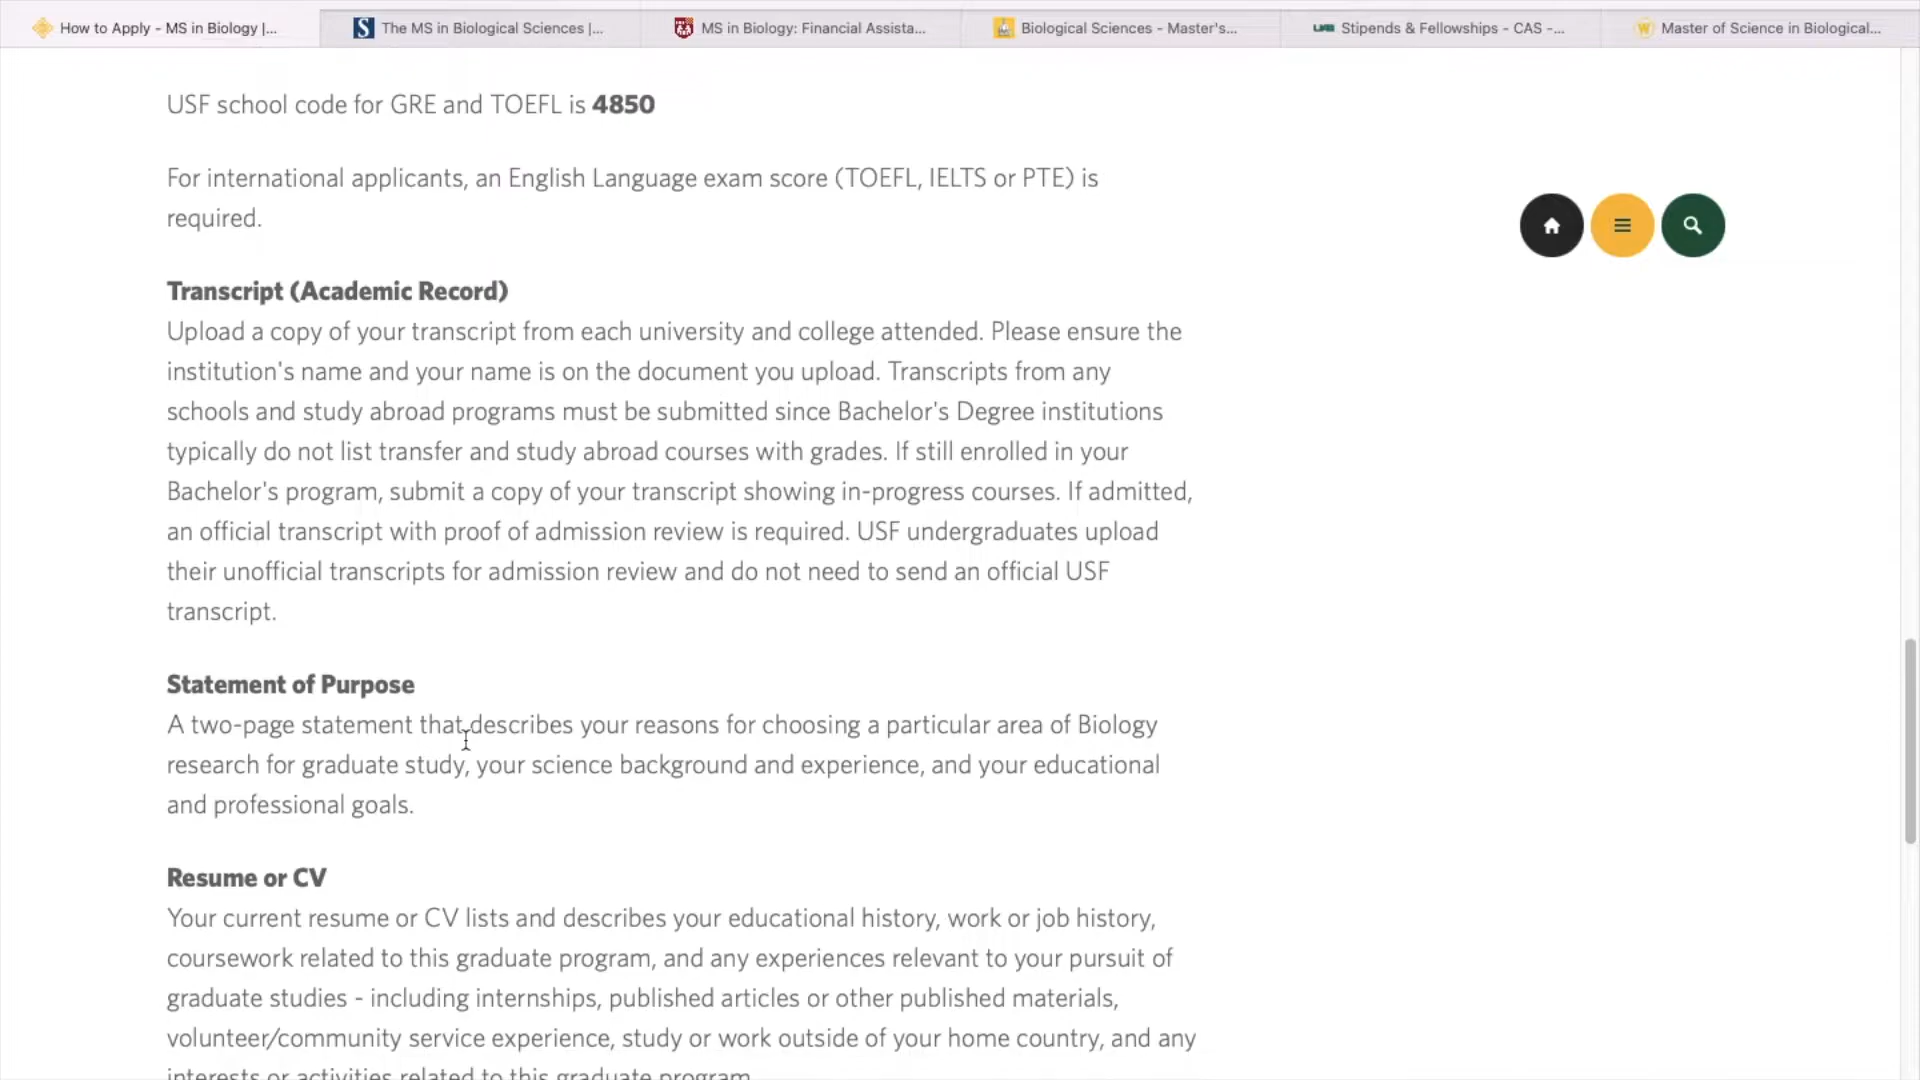 How to Apply - MS in Biology |...
The MS in Biological Sciences |...
MS in Biology: Financial Assista...
Biological Sciences - Master's...
Stipends & Fellowships - CAS -...
Master of Science in Biological...
USF school code for GRE and TOEFL is 4850
For international applicants, an English Language exam score (TOEFL, IELTS or PTE) is
required.
Transcript (Academic Record)
Upload a copy of your transcript from each university and college attended. Please ensure the
institution's name and your name is on the document you upload. Transcripts from any
schools and study abroad programs must be submitted since Bachelor's Degree institutions
typically do not list transfer and study abroad courses with grades. If still enrolled in your
Bachelor's program, submit a copy of your transcript showing in-progress courses. If admitted,
an official transcript with proof of admission review is required. USF undergraduates upload
their unofficial transcripts for admission review and do not need to send an official USF
transcript.
Statement of Purpose
A two-page statement that describes your reasons for choosing a particular area of Biology
research for graduate study, your science background and experience, and your educational
and professional goals.
Resume or CV
Your current resume or CV lists and describes your educational history, work or job history,
coursework related to this graduate program, and any experiences relevant to your pursuit of
graduate studies - including internships, published articles or other published materials,
volunteer/community service experience, study or work outside of your home country, and any
interests or activities related to this graduate program